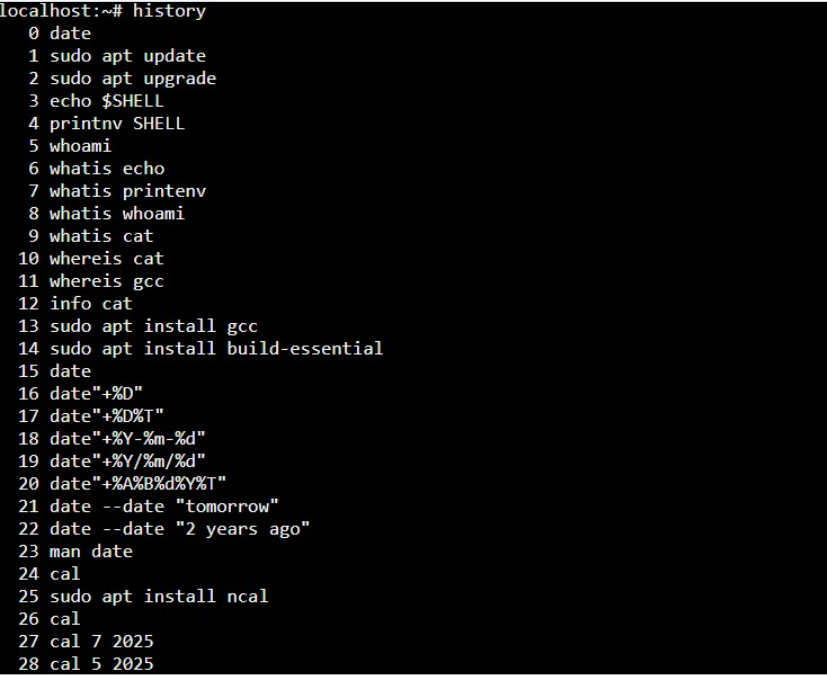 localhost:~# history
0 date
1 sudo apt update
2 sudo apt upgrade
3 echo $SHELL
4 printnv SHELL
5 whoami
6 whatis echo
7 whatis printenv
8 whatis whoami
9 whatis cat
10 whereis cat
11 whereis gcc
12 info cat
13 sudo apt install gcc
14 sudo apt install build-essential
15 date
16 date"+%D"
17 date"+%D%T"
18 date"+%Y-%m-%d"
19 date"+%Y/%m/%d"
20 date"+%A%B%d%Y%T"
21 date --date "tomorrow"
22 date --date "2 years ago"
23 man date
24 cal
25 sudo apt install ncal
26 cal
27 cal 7 2025
28 cal 5 2025